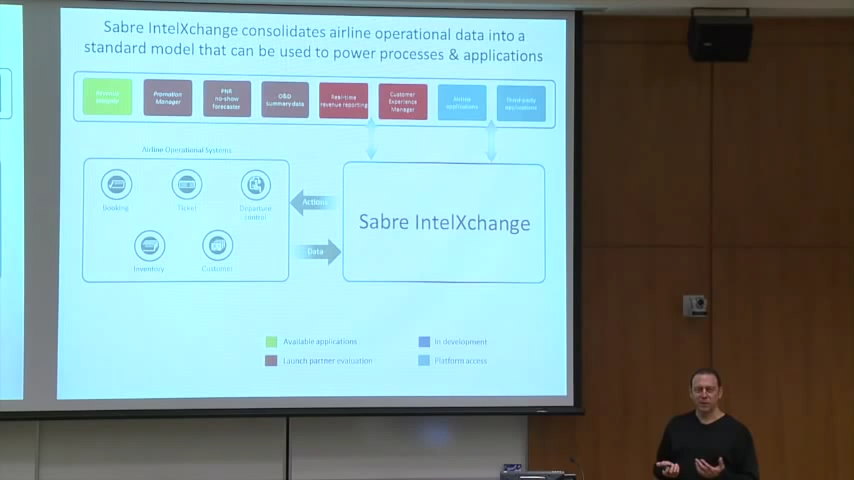 Sabre IntelXchange consolidates airline operational data into a
standard model that can be used to power processes & applications
Revenue
Integrity
Promotion
Manager
PNR
no-show
forecaster
O&D
summary data
Real-time
revenue reporting
Customer
Experience
Manager
Airline
applications
Third-party
applications
Airline Operational Systems
Booking
Ticket
Departure
control
Inventory
Customer
Actions
Data
Sabre IntelXchange
Available applications
In development
Launch partner evaluation
Platform access